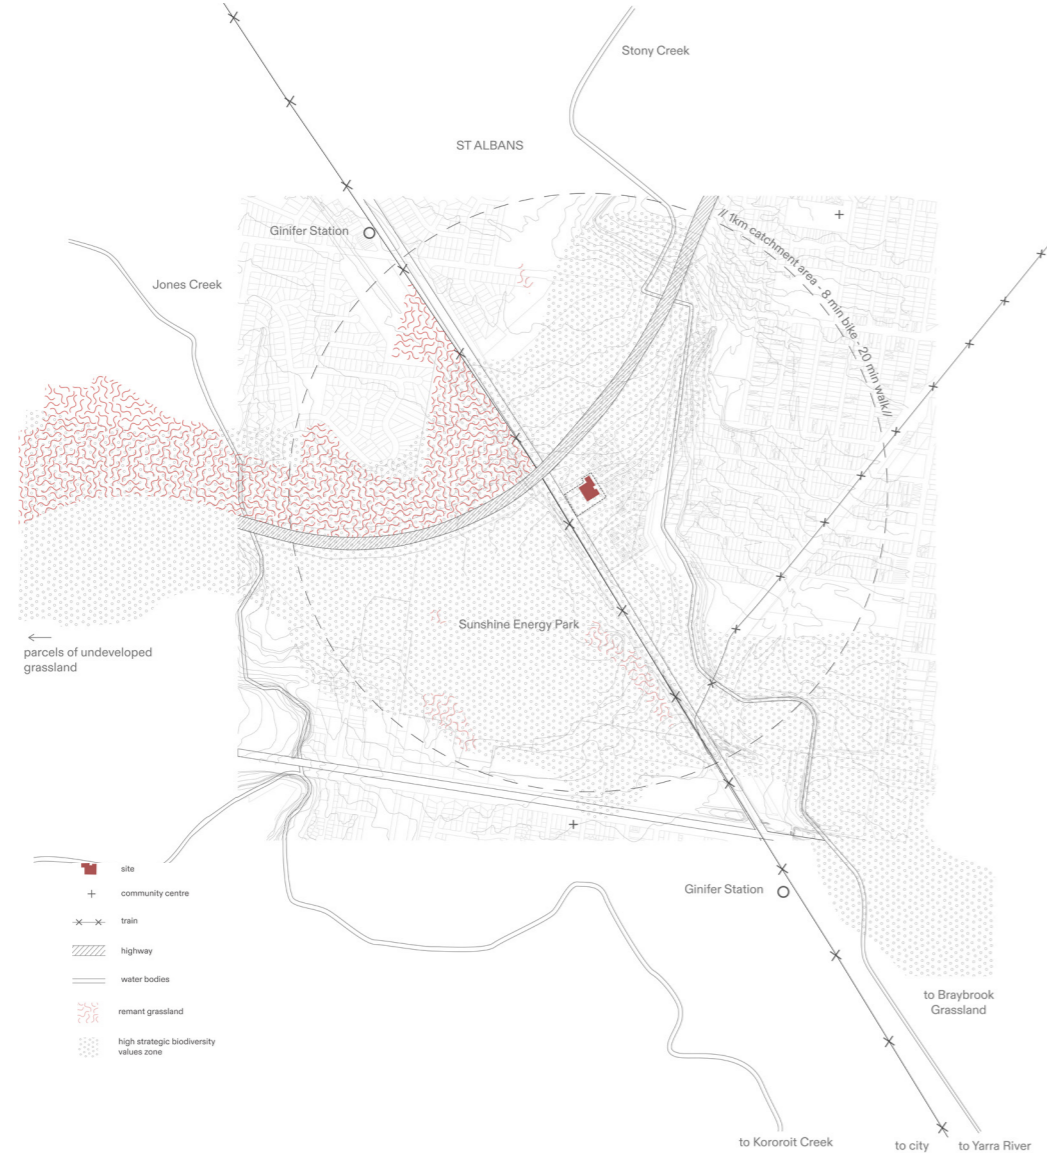 Stony Creek
ST ALBANS
Ginifer Station
// 1km catchment area - 8 min bike - 20 min walk//
Jones Creek
Sunshine Energy Park
parcels of undeveloped
grassland
site
community centre
train
highway
water bodies
remant grassland
high strategic biodiversity
values zone
Ginifer Station
to Braybrook
Grassland
to Kororoit Creek
to city
to Yarra River